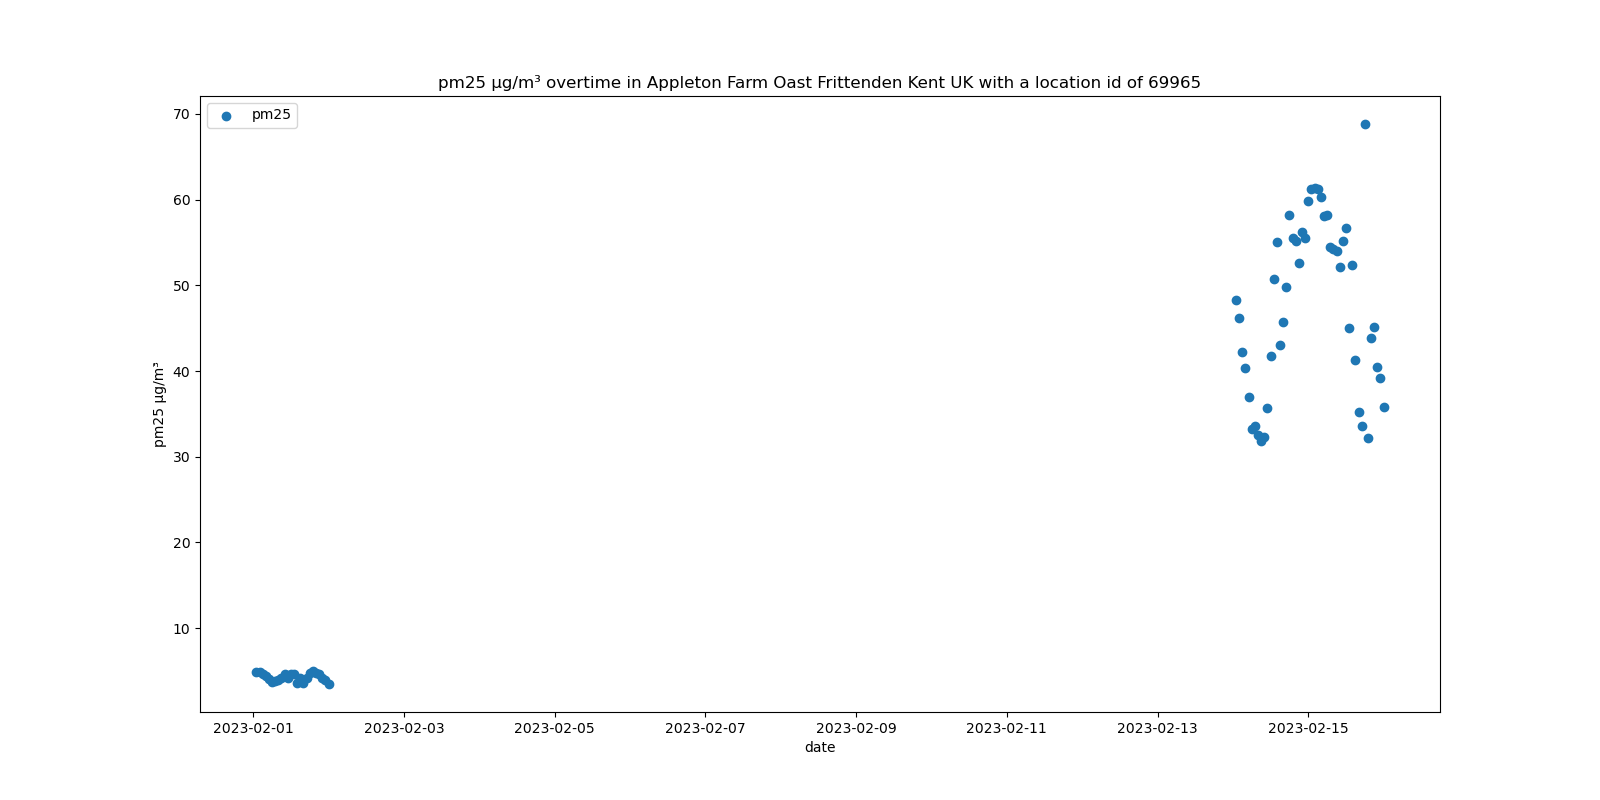 pm25 µg/m³ overtime in Appleton Farm Oast Frittenden Kent UK with a location id of 69965
pm25
70
60
50
40
30
20
10
pm25 µg/m³
2023-02-01 2023-02-03 2023-02-05 2023-02-07 2023-02-09 2023-02-11 2023-02-13 2023-02-15
date